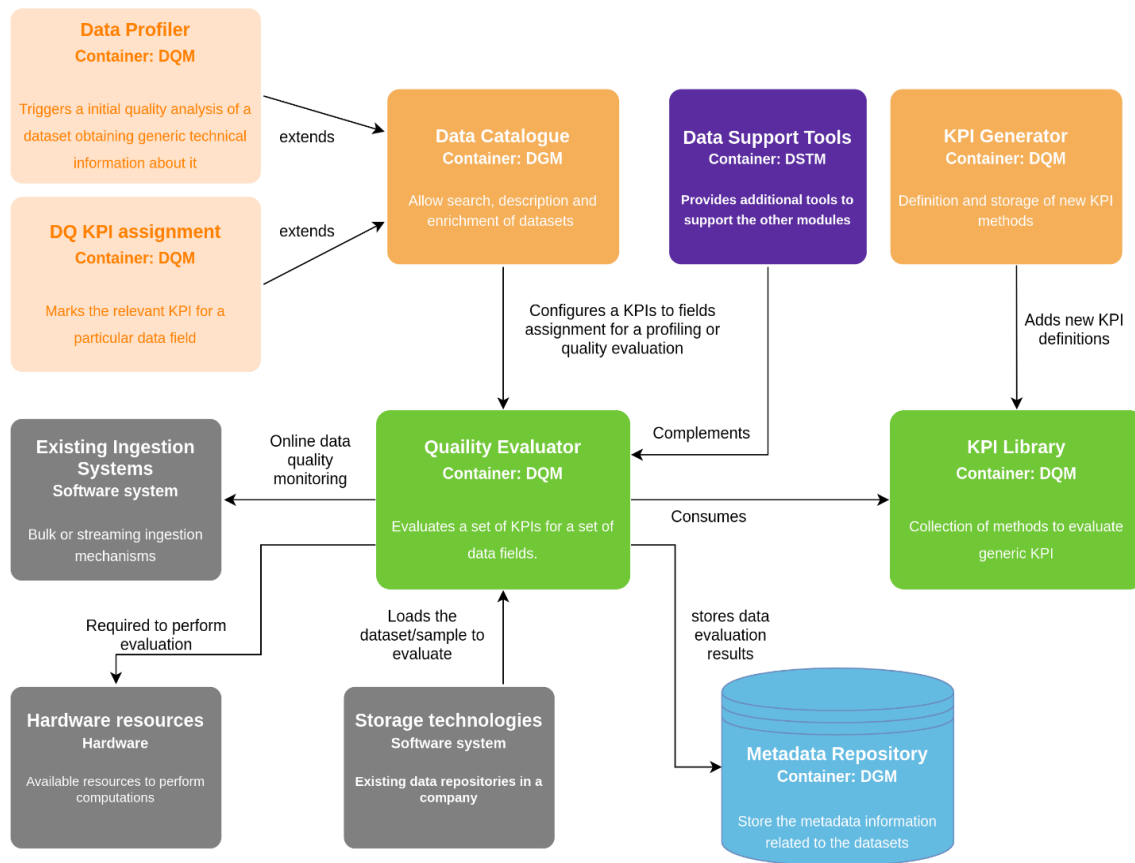 Data Profiler
Container: DQM
Triggers a initial quality analysis of a
dataset obtaining generic technical
information about it
extends
Data Catalogue
Container: DGM
Allow search, description and
enrichment of datasets
Data Support Tools
Container: DSTM
Provides additional tools to
support the other modules
KPI Generator
Container: DQM
Definition and storage of new KPI
methods
DQ KPI assignment
Container: DQM
Marks the relevant KPI for a
particular data field
extends
Configures a KPIs to fields
assignment for a profiling or
quality evaluation
Adds new KPI
definitions
Existing Ingestion
Systems
Software system
Bulk or streaming ingestion
mechanisms
Online data
quality
monitoring
Quaility Evaluator
Container: DQM
Evaluates a set of KPIs for a set of
data fields.
Complements
Consumes
KPI Library
Container: DQM
Collection of methods to evaluate
generic KPI
Required to perform
evaluation
Loads the
dataset/sample to
evaluate
stores data
evaluation
results
Hardware resources
Hardware
Available resources to perform
computations
Storage technologies
Software system
Existing data repositories in a
company
Metadata Repository
Container: DGM
Store the metadata information
related to the datasets